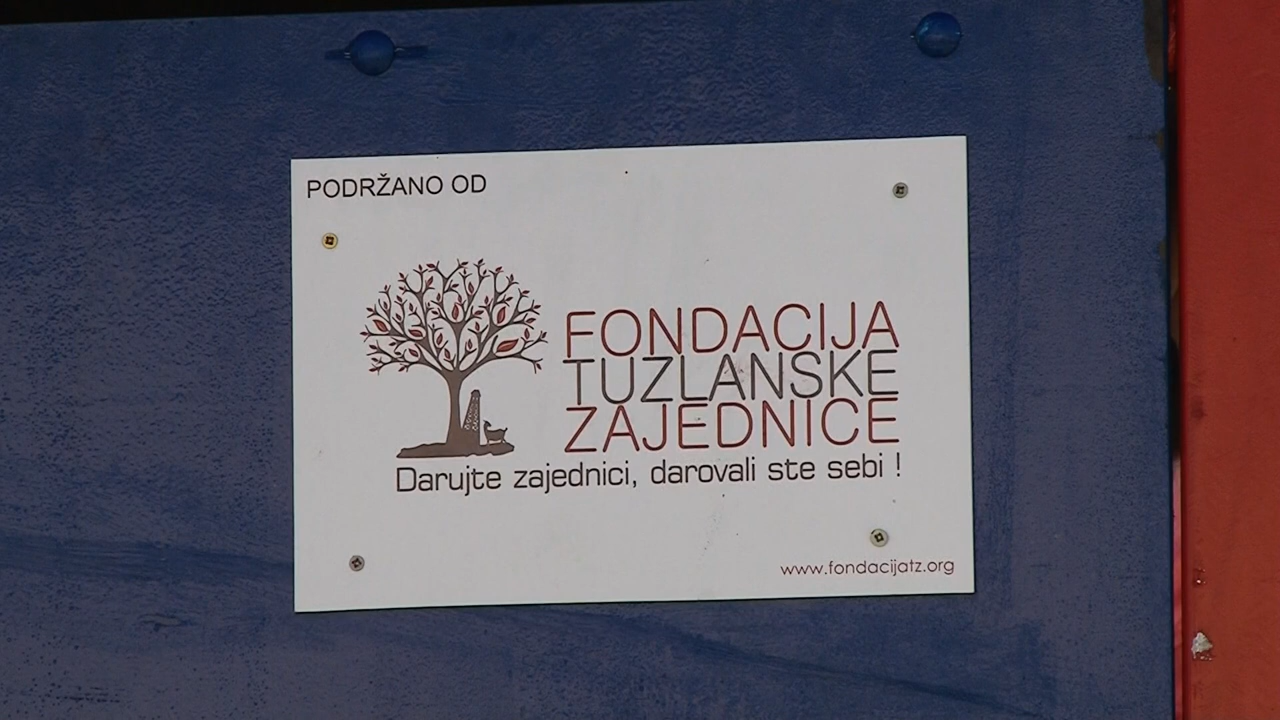 PODRŽANO OD
FONDACIJA
TUZLANSKE
ZAJEDNICE
Darujte zajednici, darovali ste sebi !
www.fondacijatz.org